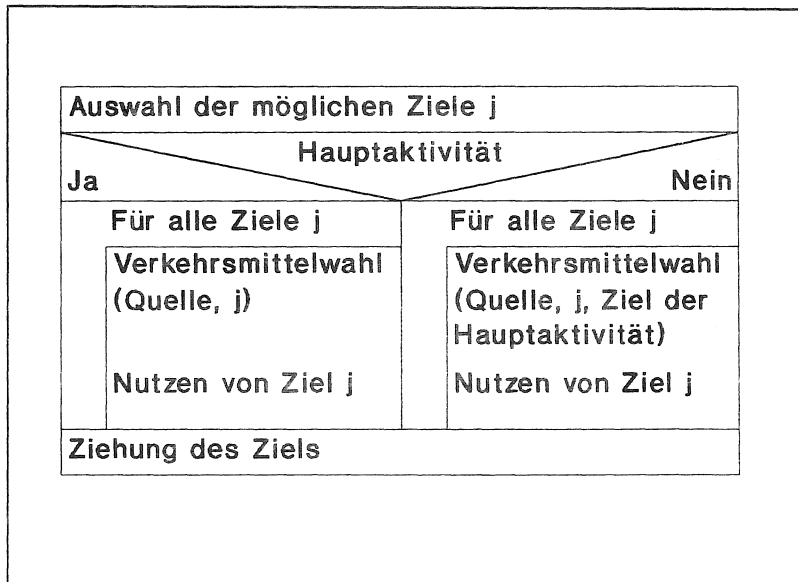 Auswahl der möglichen Ziele j
Hauptaktivität
Ja
Nein
Für alle Ziele j
Verkehrsmittelwahl
(Quelle, j)
Nutzen von Ziel j
Für alle Ziele j
Verkehrsmittelwahl
(Quelle, j, Ziel der
Hauptaktivität)
Nutzen von Ziel j
Ziehung des Ziels